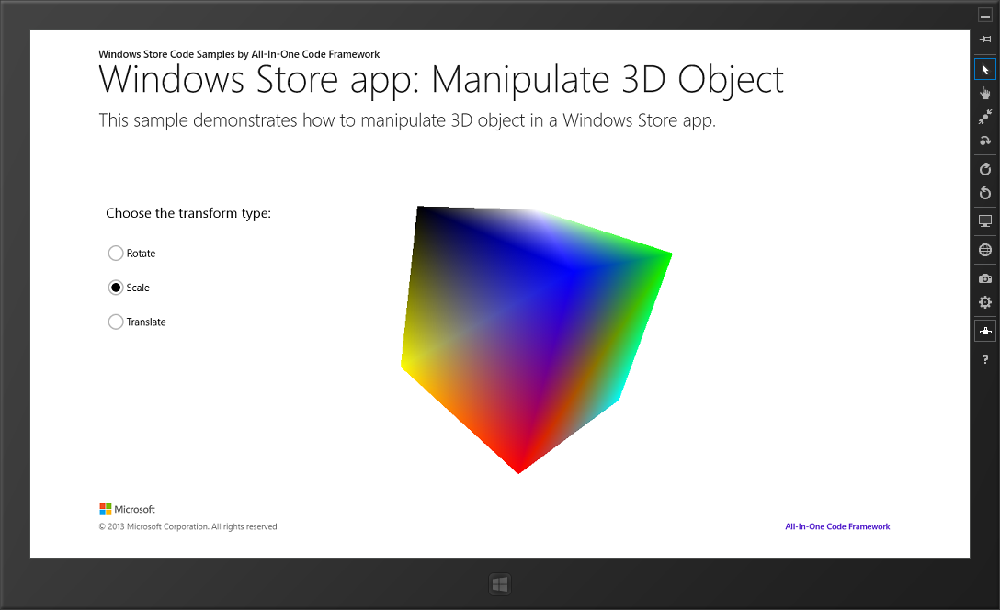 Windows Store Code Samples by All-In-One Code Framework
Windows Store app: Manipulate 3D Object
This sample demonstrates how to manipulate 3D object in a Windows Store app.
Choose the transform type:
Rotate
Scale
Translate
Microsoft
© 2013 Microsoft Corporation. All rights reserved.
All-In-One Code Framework
?